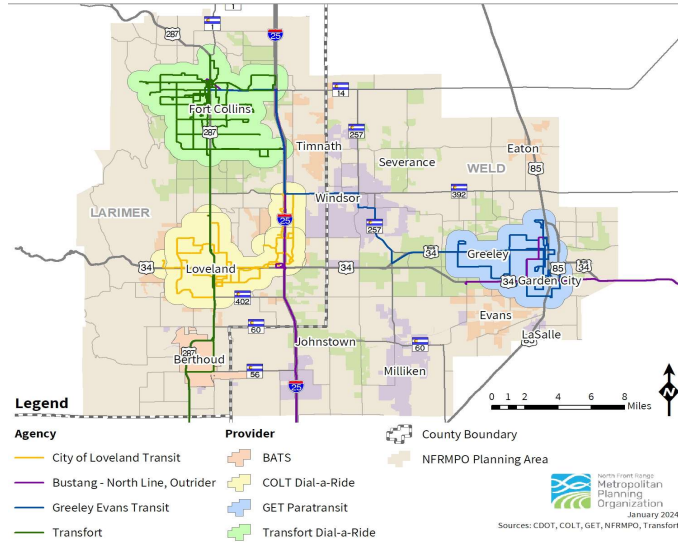 1
287
1
25
14
Fort Collins
287
257
Timnath
Eaton
Severance
85
WELD
392
Windsor
LARIMER
25
257
34
Greeley
34
34
Loveland
34
85
34
Garden City
402
Evans
60
LaSalle
Johnstown
60
287
Berthoud
56
Milliken
25
Legend
0 1 2 4 6 8 Miles
N
Agency
City of Loveland Transit
Bustang - North Line, Outrider
Greeley Evans Transit
Transfort
Provider
BATS
COLT Dial-a-Ride
GET Paratransit
Transfort Dial-a-Ride
County Boundary
NFRMPO Planning Area
North Front Range
Metropolitan
Planning
Organization
January 2024
Sources: CDOT, COLT, GET, NFRMPO, Transfort